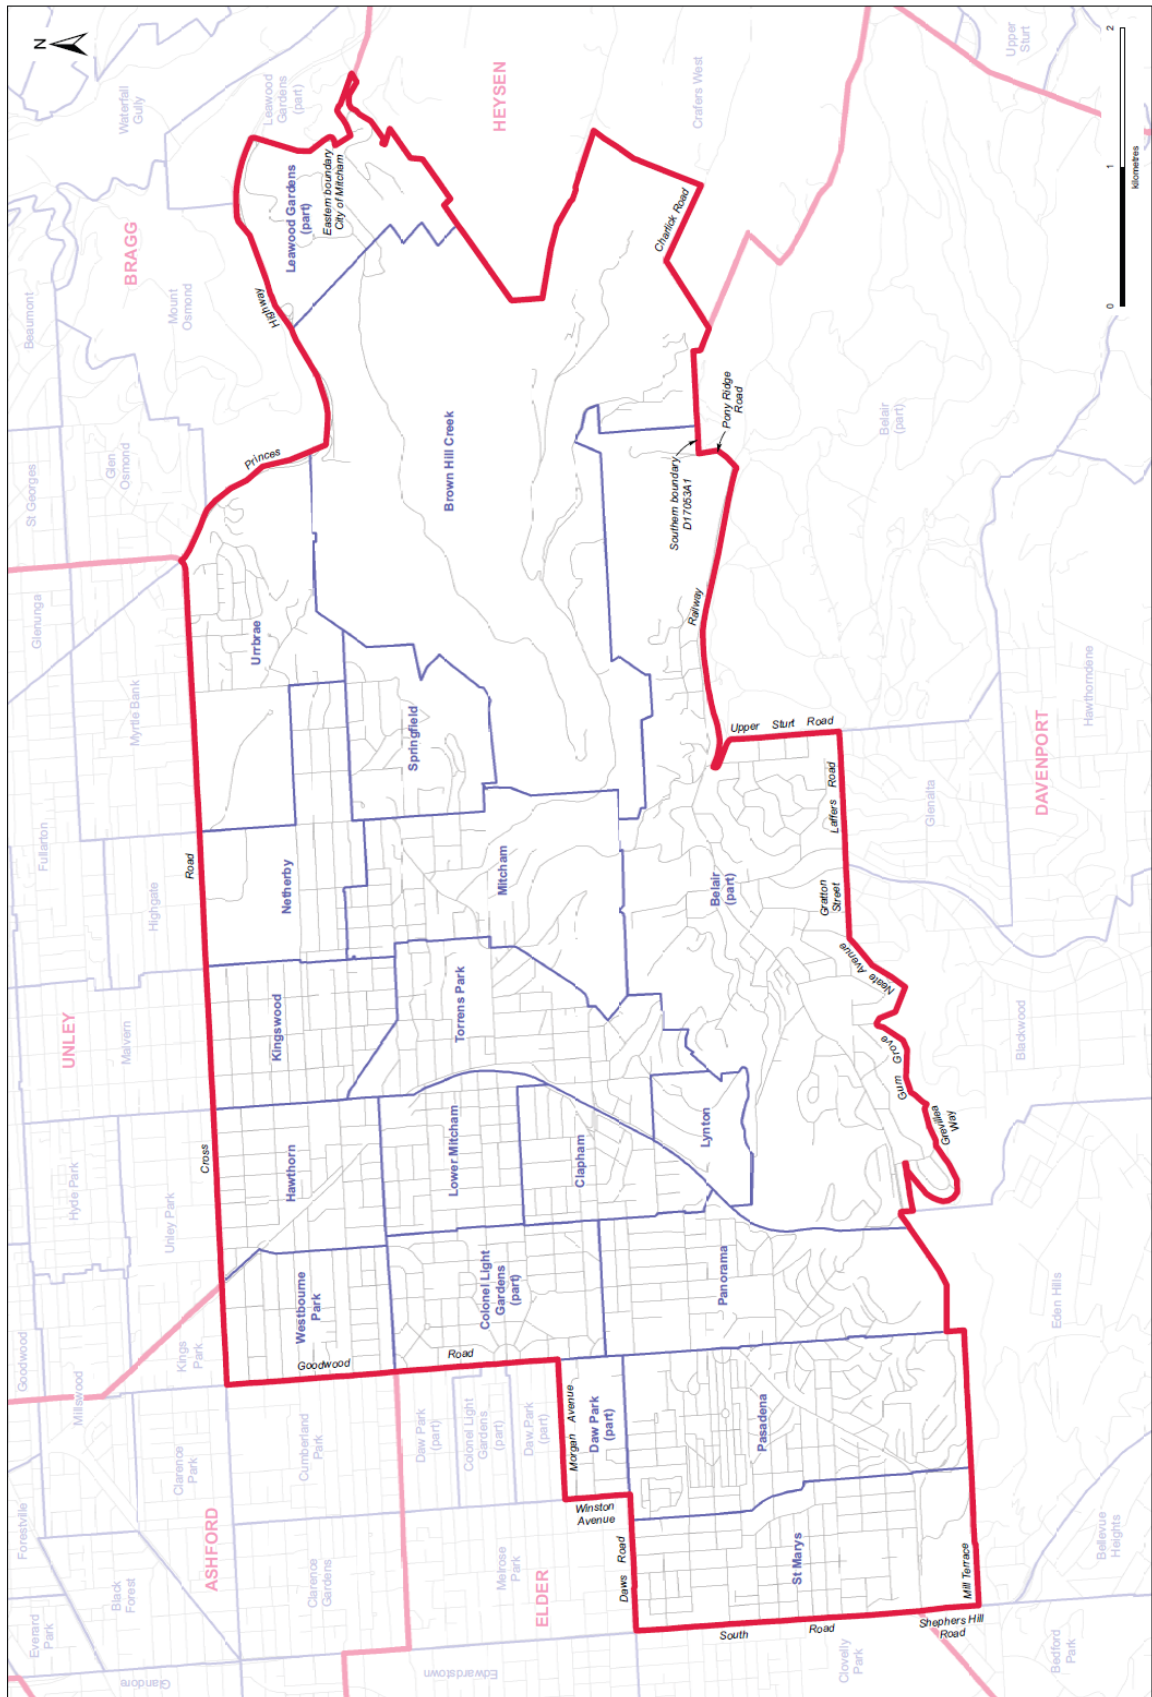 N
Waterfall
Gully
Leawood
Gardens
(part)
HEYSEN
Crafers West
Upper
Sturt
2
1
0
kilometres
BRAGG
Beaumont
Mount
Osmond
Leawood Gardens
(part)
Eastern boundary
City of Mitcham
Highway
Charlick Road
St Georges
Glen
Osmond
Princes
Brown Hill Creek
Southern boundary
D17053A1
Pony Ridge
Road
Belair
(part)
Glenunga
Myrtle Bank
Urrbrae
Springfield
Railway
Upper Sturt Road
Hawthorndene
DAVENPORT
Fullarton
Highgate
Road
Netherby
Mitcham
Belair
(part)
Laffers Road
Gratton
Street
Glenalta
UNLEY
Malvern
Kingswood
Torrens Park
Neate Avenue
Gum Grove
Blackwood
Hyde Park
Unley Park
Cross
Hawthorn
Lower Mitcham
Clapham
Lynton
Grevillea
Way
Goodwood
Kings
Park
Westbourne
Park
Colonel Light
Gardens
(part)
Panorama
Eden Hills
Millswood
Clarence
Park
Cumberland
Park
Goodwood
Road
Daw Park
(part)
Colonel Light
Gardens
(part)
Daw Park
(part)
Morgan Avenue
Daw Park
(part)
Pasadena
Forestville
ASHFORD
Black
Forest
Clarence
Gardens
Melrose
Park
ELDER
Winston
Avenue
Daws Road
St Marys
Mill Terrace
Bellevue
Heights
Everard
Park
Glandore
Edwardstown
South Road
Clovelly
Park
Shephers Hill
Road
Bedford
Park